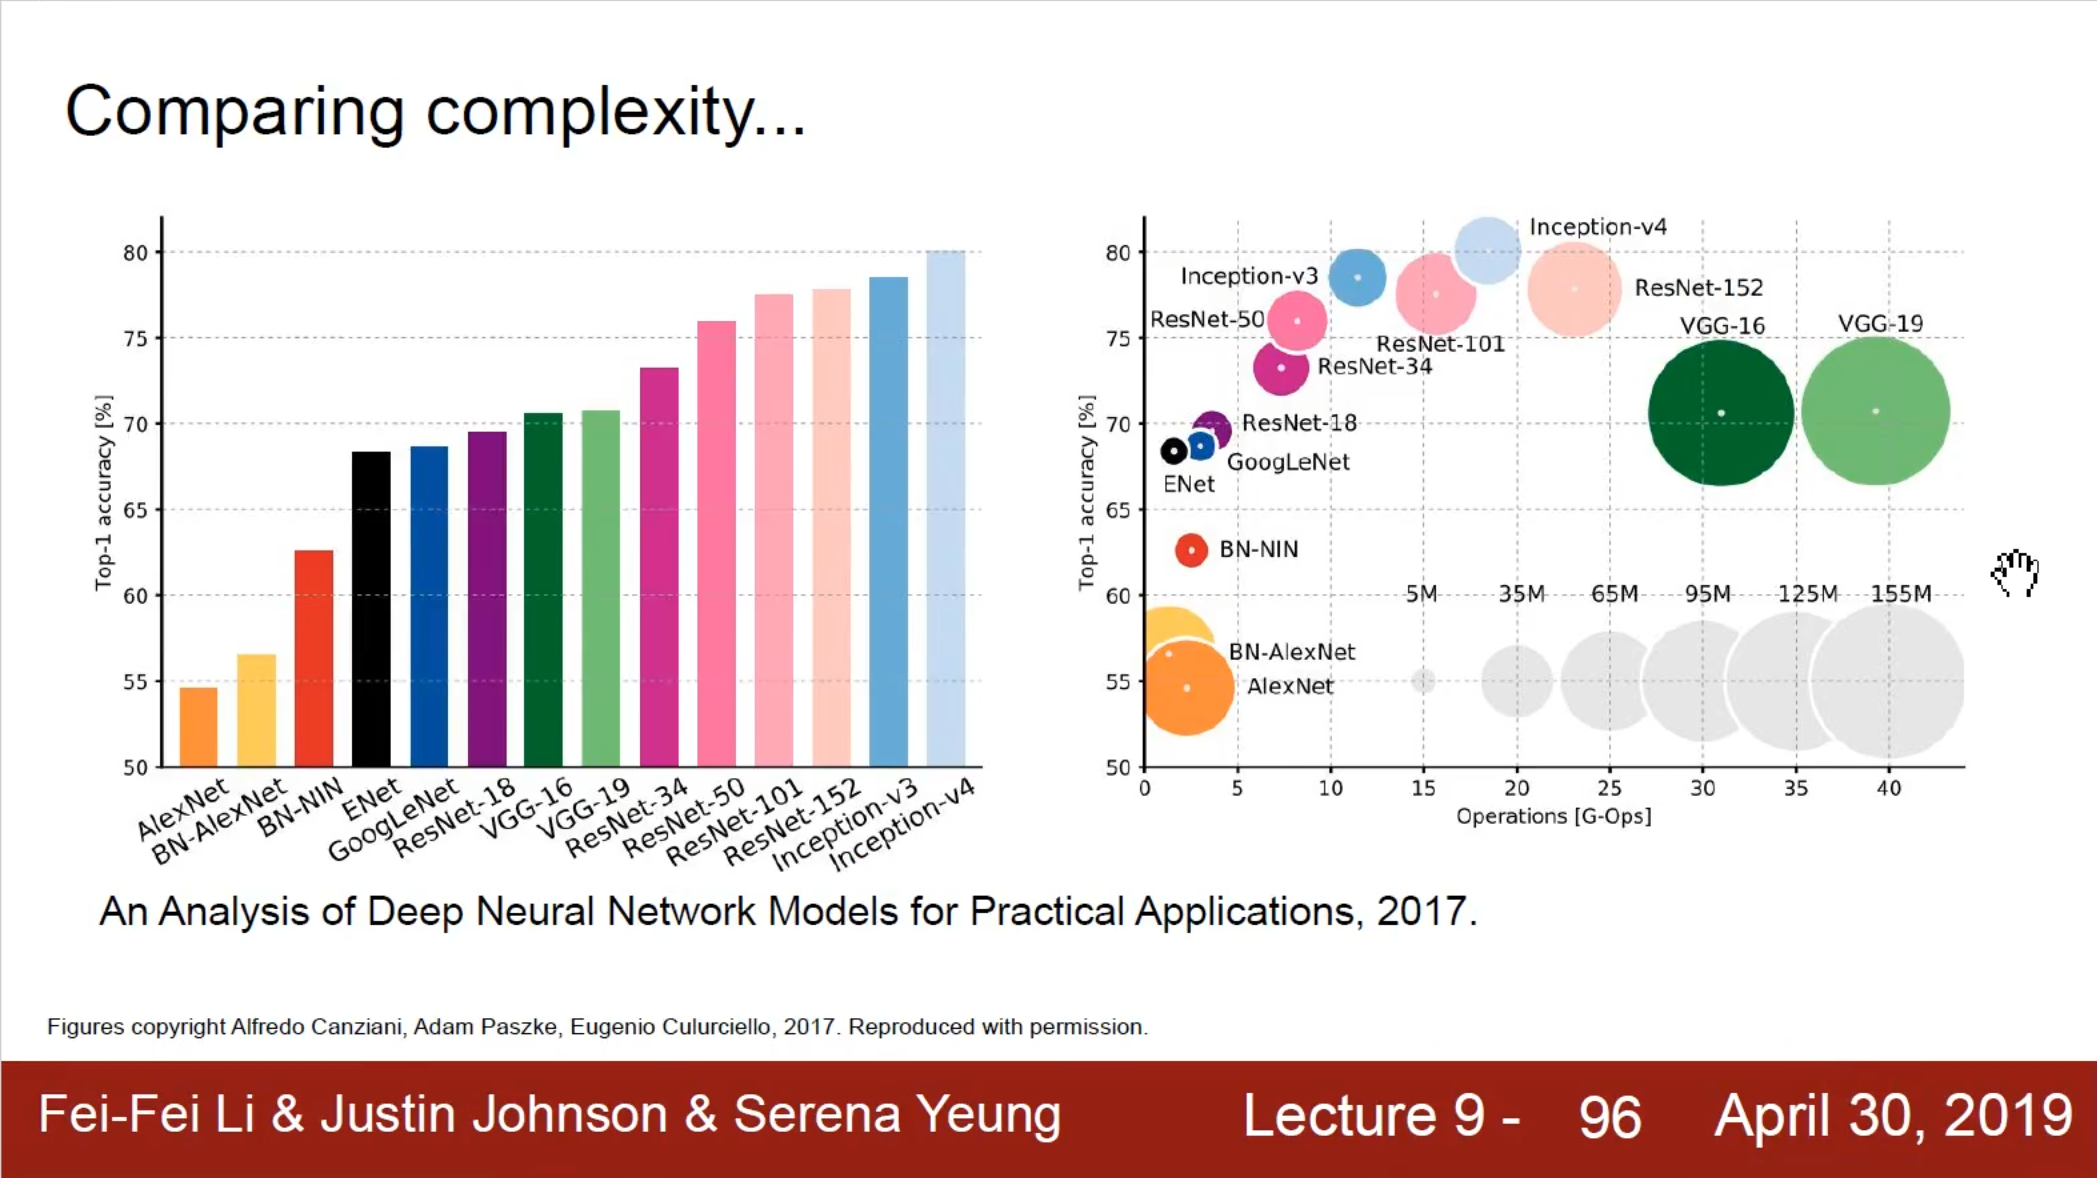 Comparing complexity...
Top-1 accuracy [%]
80
75
70
65
60
55
50
AlexNet
BN-AlexNet
BN-NIN
ENet
GoogLeNet
ResNet-18
VGG-16
VGG-19
ResNet-34
ResNet-50
ResNet-101
ResNet-152
Inception-v3
Inception-v4
Top-1 accuracy [%]
80
75
70
65
60
55
50
Inception-v4
Inception-v3
ResNet-152
ResNet-50
VGG-16
VGG-19
ResNet-101
ResNet-34
ResNet-18
GoogLeNet
ENet
BN-NIN
5M 35M 65M 95M 125M 155M
BN-AlexNet
AlexNet
0 5 10 15 20 25 30 35 40
Operations [G-Ops]
An Analysis of Deep Neural Network Models for Practical Applications, 2017.
Figures copyright Alfredo Canziani, Adam Paszke, Eugenio Culurciello, 2017. Reproduced with permission.
Fei-Fei Li & Justin Johnson & Serena Yeung Lecture 9 - 96 April 30, 2019